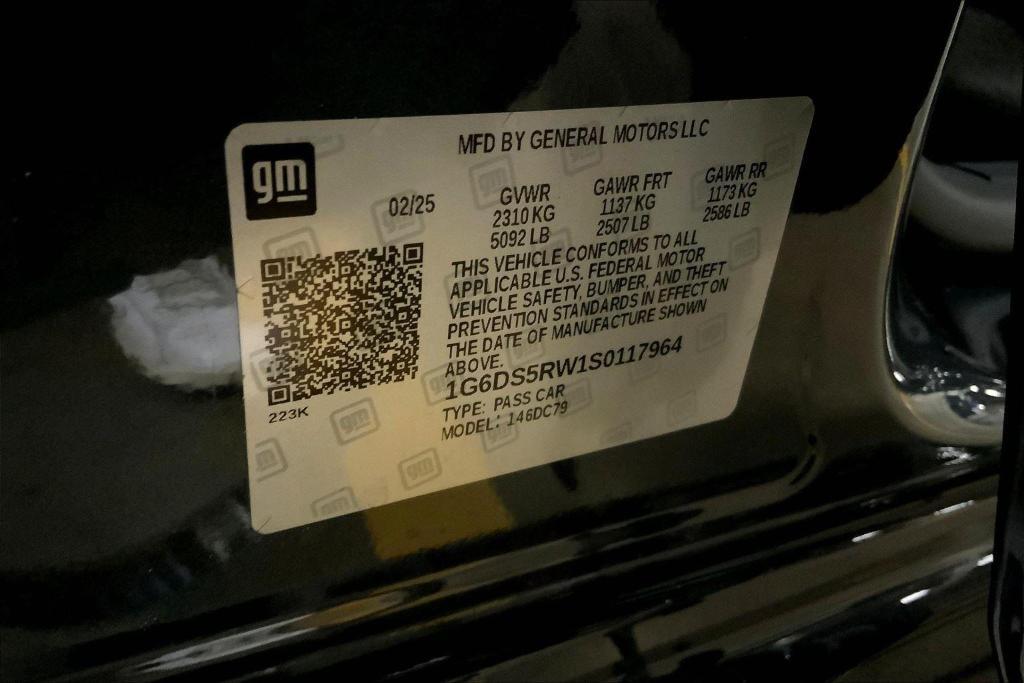 MFD BY GENERAL MOTORS LLC
gm
02/25
GVWR
2310 KG
5092 LB
GAWR FRT
1137 KG
2507 LB
GAWR RR
1173 KG
2586 LB
THIS VEHICLE CONFORMS TO ALL
APPLICABLE U.S. FEDERAL MOTOR
VEHICLE SAFETY, BUMPER, AND THEFT
PREVENTION STANDARDS IN EFFECT ON
THE DATE OF MANUFACTURE SHOWN
ABOVE.
1G6DS5RW1S0117964
TYPE: PASS CAR
MODEL: 146DC79
223K